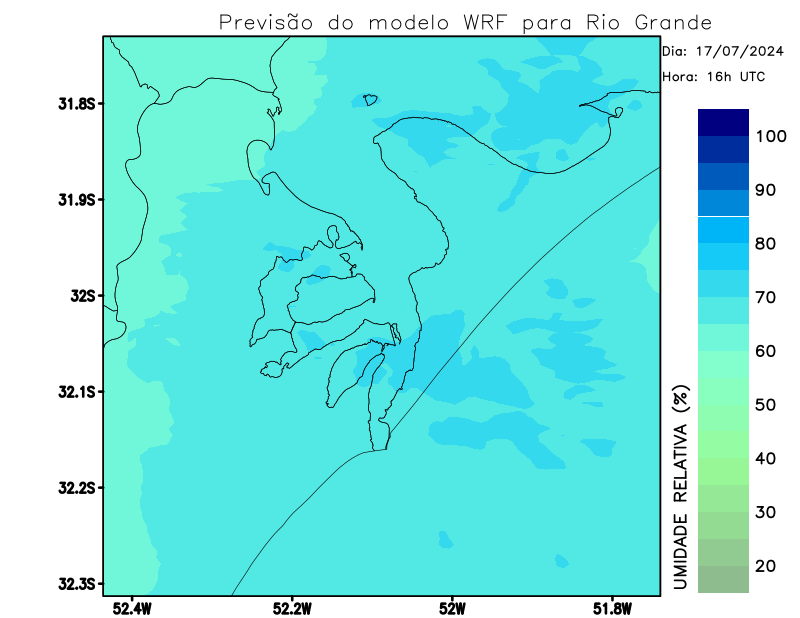 Previsão do modelo WRF para Rio Grande
Dia: 17/07/2024
Hora: 16h UTC
31.8S
31.9S
32S
32.1S
32.2S
32.3S
52.4W
52.2W
52W
51.8W
100
90
80
70
60
50
40
30
20
UMIDADE RELATIVA (%)